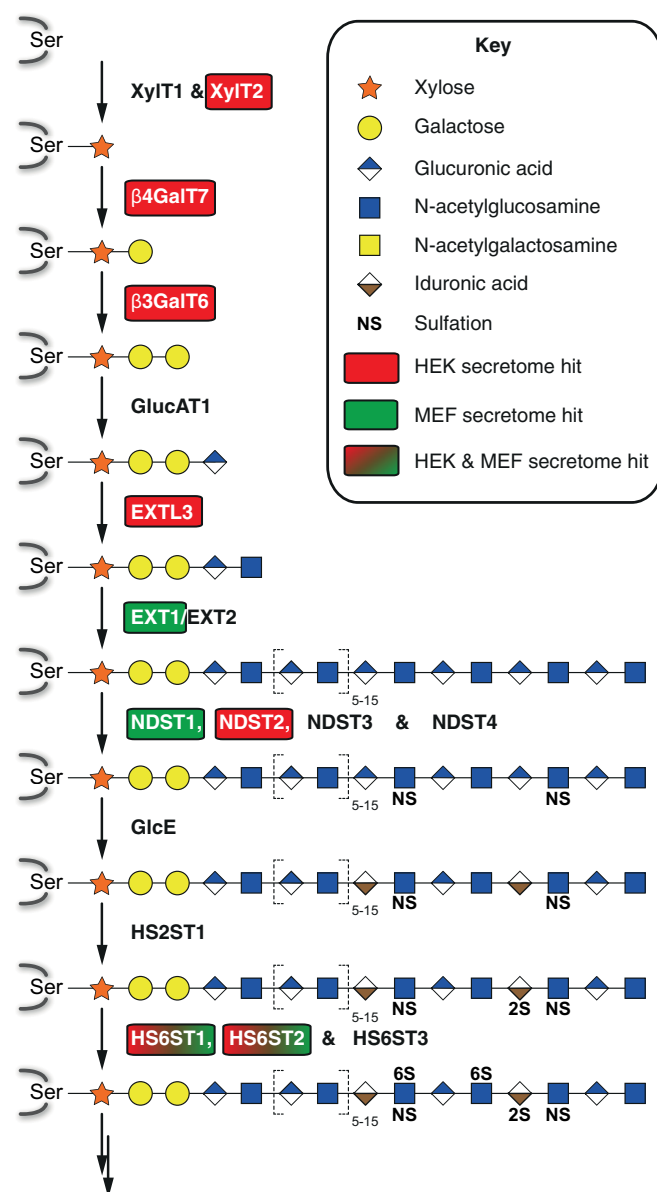 Ser
XylT1 & XylT2
Ser
β4GalT7
Ser
β3GalT6
Ser
GlucAT1
Ser
EXTL3
Ser
EXT1/EXT2
Ser
5-15
NDST1, NDST2, NDST3 & NDST4
Ser
5-15 NS NS
GlcE
Ser
5-15 NS NS
HS2ST1
Ser
5-15 NS 2S NS
HS6ST1, HS6ST2 & HS6ST3
6S 6S
Ser
5-15 NS 2S NS
Key
Xylose
Galactose
Glucuronic acid
N-acetylglucosamine
N-acetylgalactosamine
Iduronic acid
NS Sulfation
HEK secretome hit
MEF secretome hit
HEK & MEF secretome hit